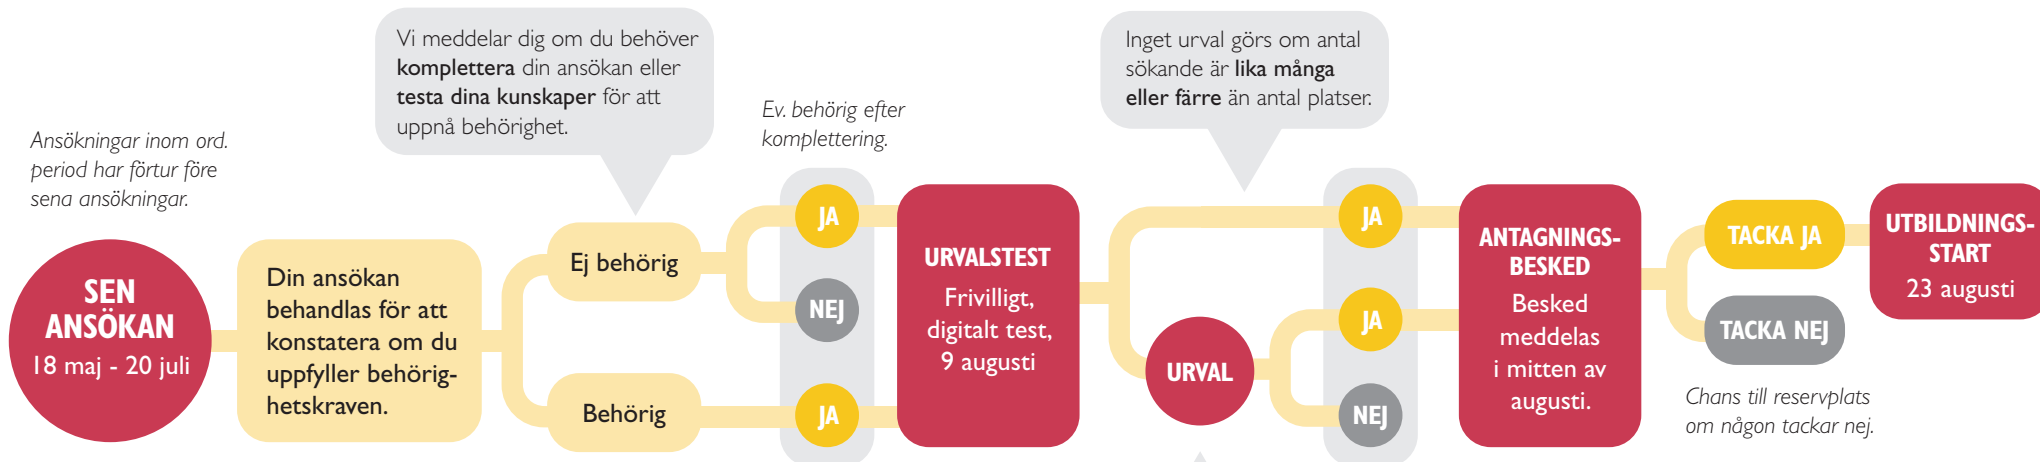 Ansökningar inom ord.
period har förtur före
sena ansökningar.
SEN
ANSÖKAN
18 maj - 20 juli
Din ansökan
behandlas för att
konstatera om du
uppfyller behörig-
hetskraven.
Vi meddelar dig om du behöver
komplettera din ansökan eller
testa dina kunskaper för att
uppnå behörighet.
Ej behörig
Behörig
Ev. behörig efter
komplettering.
JA
NEJ
JA
URVALSTEST
Frivilligt,
digitalt test,
9 augusti
Inget urval görs om antal
sökande är lika många
eller färre än antal platser.
URVAL
JA
JA
NEJ
ANTAGNINGS-
BESKED
Besked
meddelas
i mitten av
augusti.
TACKA JA
TACKA NEJ
Chans till reservplats
om någon tackar nej.
UTBILDNINGS-
START
23 augusti